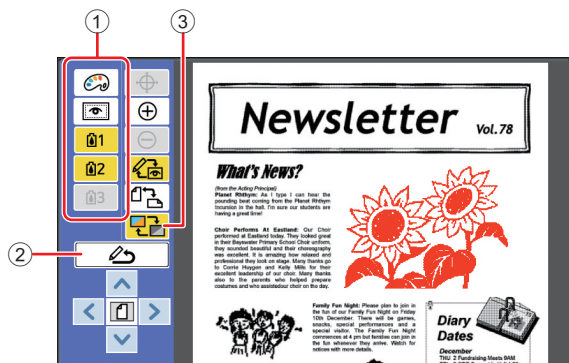 1
3
2
1
2
3
Newsletter
Vol. 78
What's News?
(from the Acting Principal)
Planet Rhthym: As I type I can hear the
pounding beat coming from the Planet Rhthym
incursion in the hall. I'm sure our students are
having a great time!
Choir Performs At Eastland: Our Choir
performed at Eastland today. They looked great
in their Bayswater Primary School Choir uniform,
they sounded beautiful and their choreography
was excellent. It is amazing how relaxed and
professional they look on stage. Many thanks go
to Corrie Huygen and Kelly Mills for their
excellent leadership of our choir. Many thanks
also to the parents who helped prepare
costumes and who assistedour choir on the day.
Family Fun Night: Please plan to join in
the fun of our Family Fun Night on Friday
10th December. There will be games,
snacks, special performances and a
special visitor. The Family Fun Night
commences at 4 pm but families can join in
the fun whenever they arrive. Watch for
notices with more details.
Diary
Dates
December
THU 2 Fundraising Meets 9AM